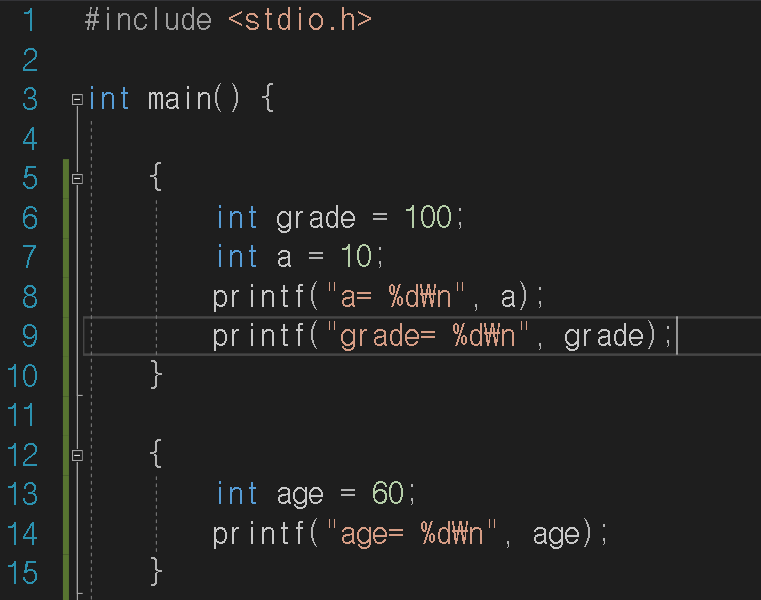 1 #include <stdio.h>
2
3 int main() {
4
5 {
6 int grade = 100;
7 int a = 10;
8 printf("a= %d₩n", a);
9 printf("grade= %d₩n", grade);
10 }
11
12 {
13 int age = 60;
14 printf("age= %d₩n", age);
15 }